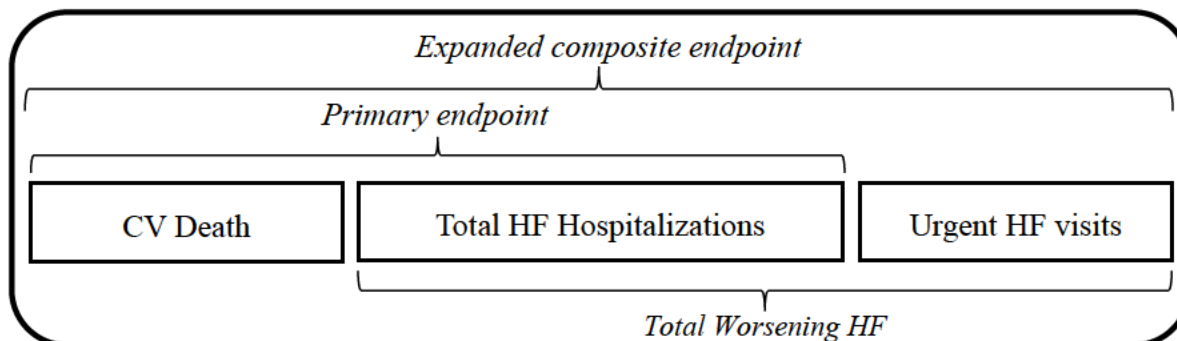 Expanded composite endpoint
Primary endpoint
CV Death
Total HF Hospitalizations
Urgent HF visits
Total Worsening HF